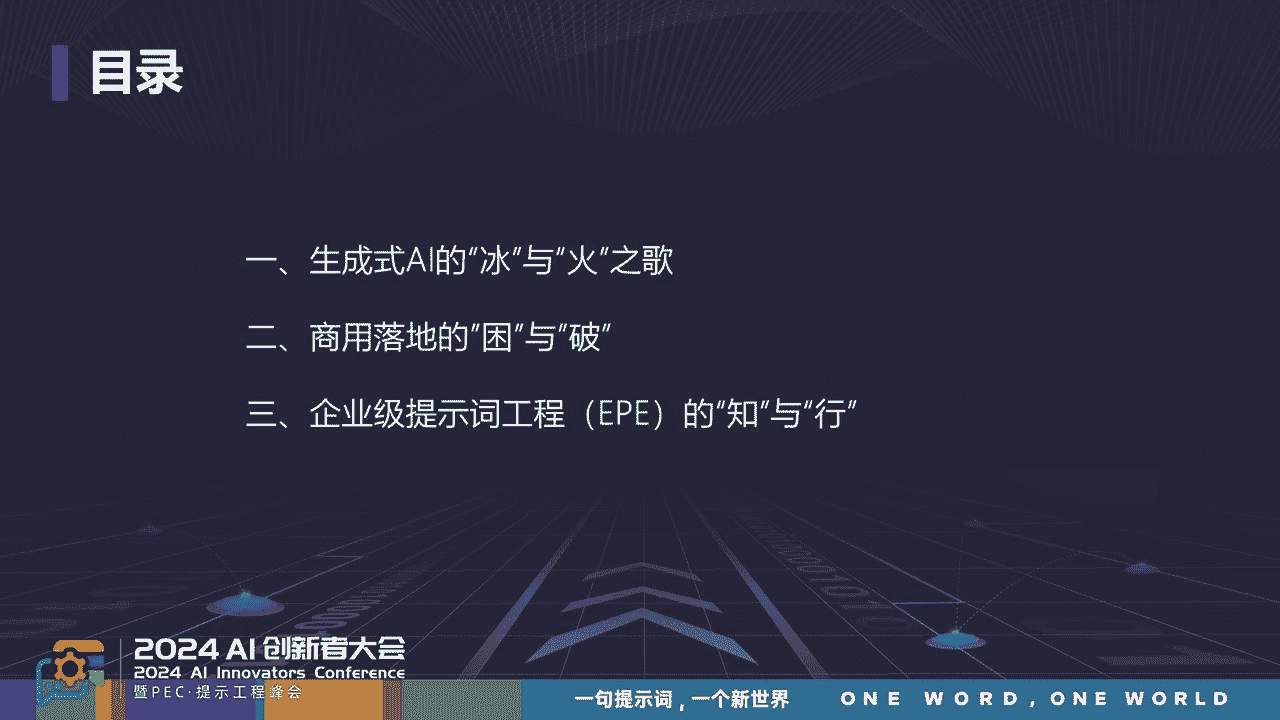 目录
一、生成式AI的“冰”与“火”之歌
二、商用落地的“困”与“破”
三、企业级提示词工程（EPE）的“知”与“行”
2024 AI 创新者大会
2024 AI Innovators Conference
暨PEC·提示工程峰会
一句提示词，一个新世界
ONE WORD, ONE WORLD